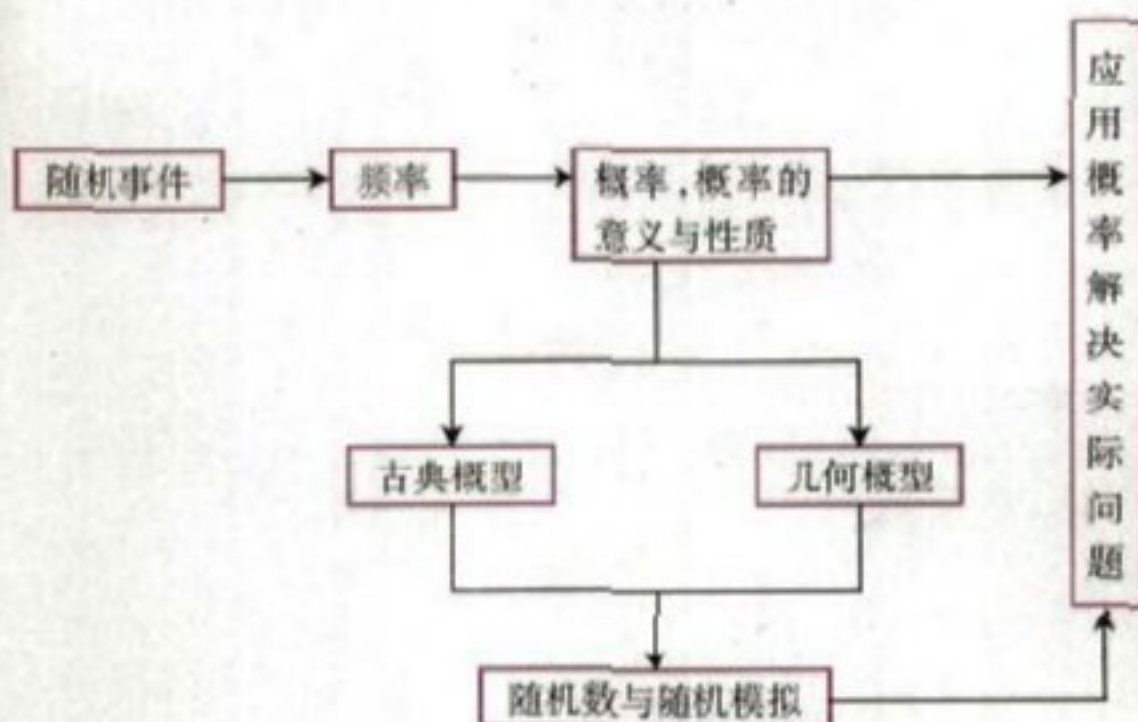 随机事件
频率
概率,概率的
意义与性质
应用概率解决实际问题
古典概型
几何概型
随机数与随机模拟